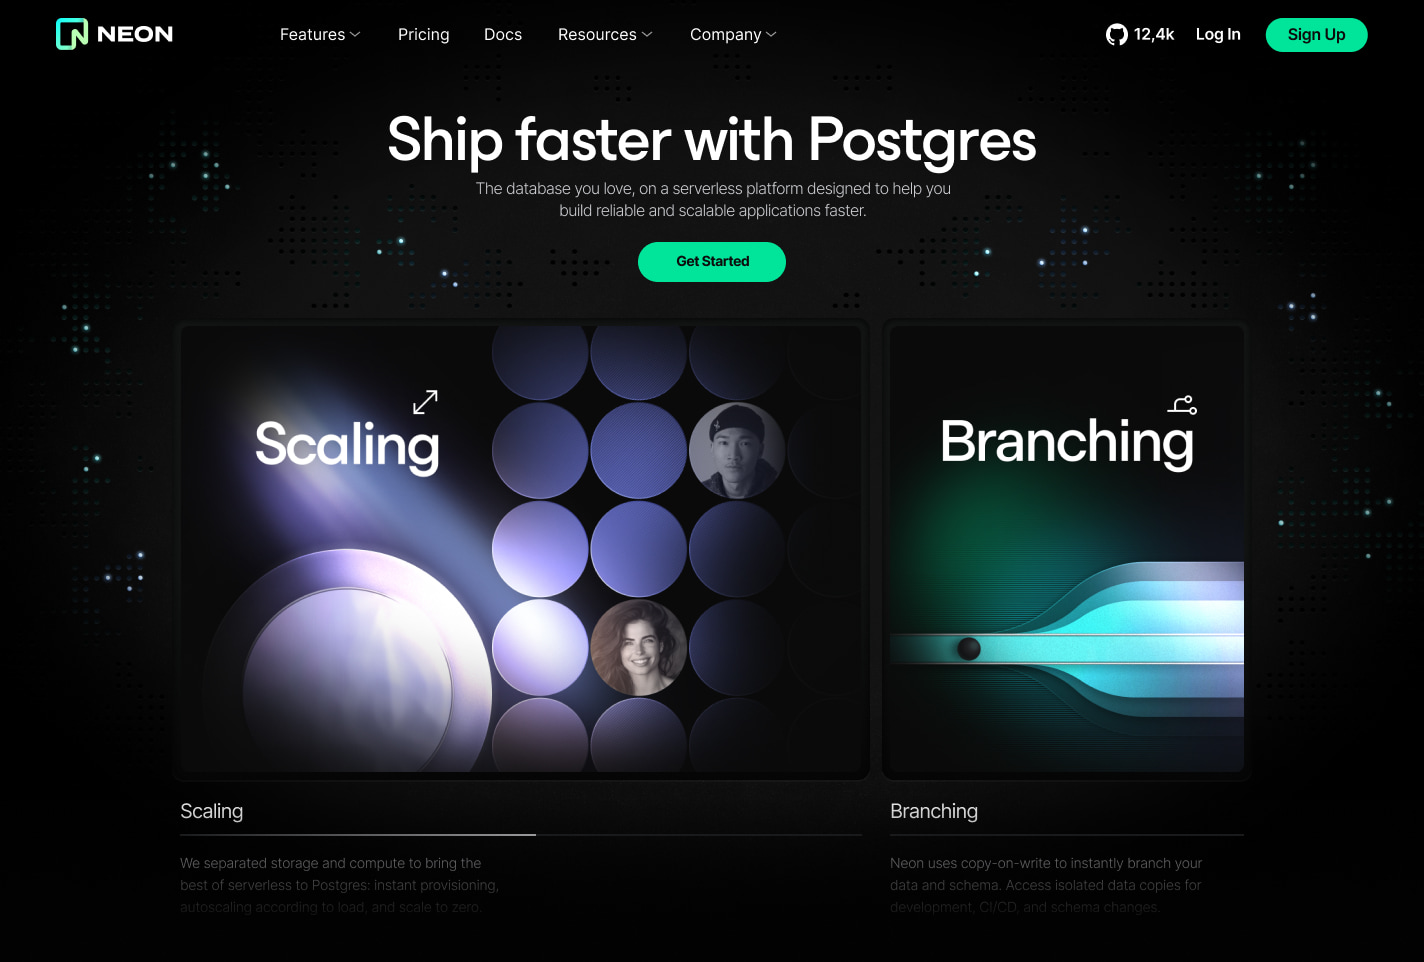 NEON
Features
Pricing
Docs
Resources
Company
12,4k
Log In
Sign Up
Ship faster with Postgres
The database you love, on a serverless platform designed to help you
build reliable and scalable applications faster.
Get Started
Scaling
Branching
Scaling
We separated storage and compute to bring the
best of serverless to Postgres: instant provisioning,
autoscaling according to load, and scale to zero.
Branching
Neon uses copy-on-write to instantly branch your
data and schema. Access isolated data copies for
development, CI/CD, and schema changes.